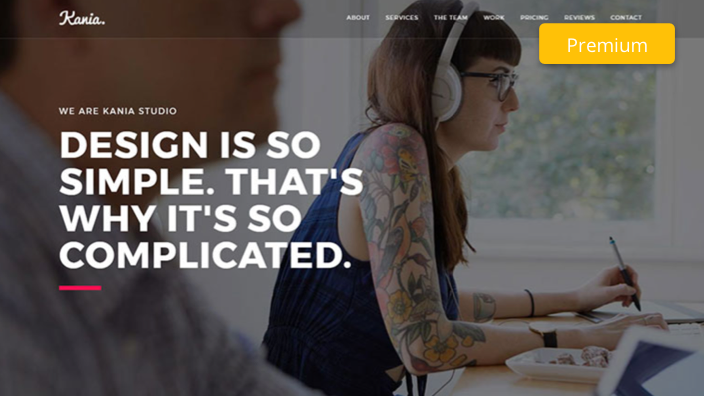 Kania.
ABOUT SERVICES THE TEAM WORK PRICING REVIEWS CONTACT
Premium
WE ARE KANIA STUDIO
DESIGN IS SO
SIMPLE. THAT'S
WHY IT'S SO
COMPLICATED.